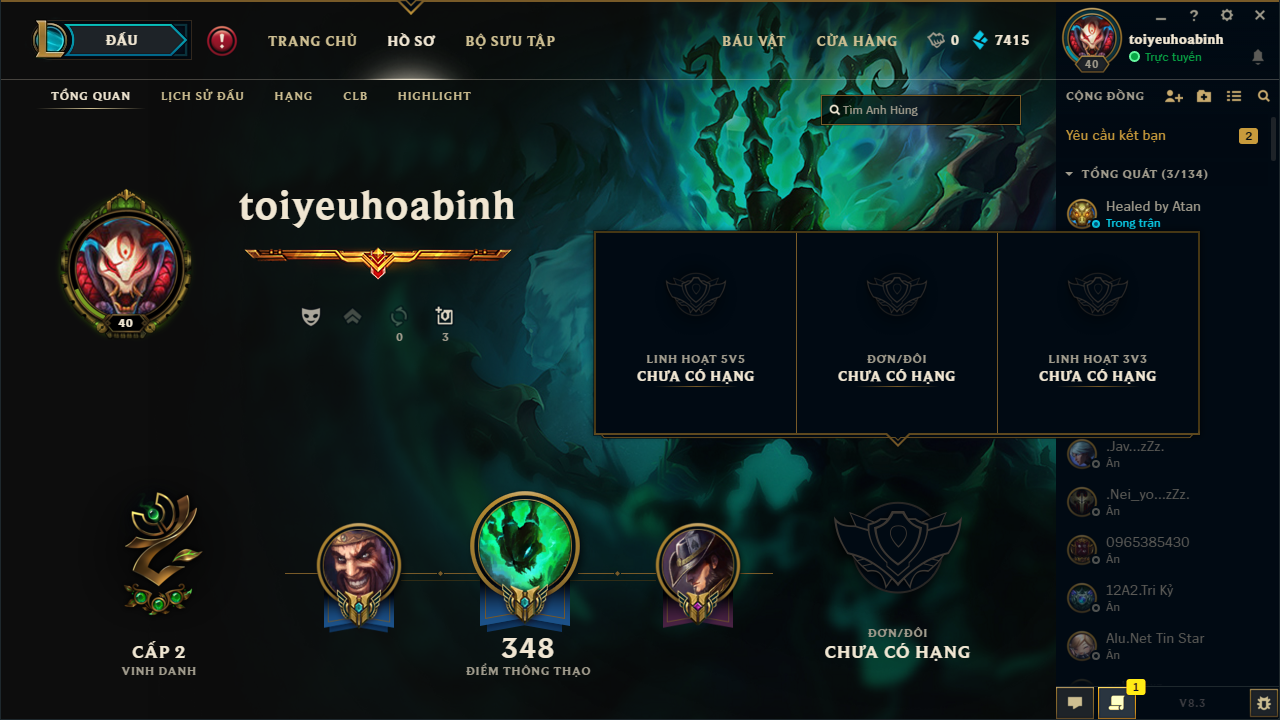 ĐẤU
!
TRANG CHỦ
HỒ SƠ
BỘ SƯU TẬP
BÁU VẬT
CỬA HÀNG
0
7415
toiyeuhoabinh
Trực tuyến
40
TỔNG QUAN
LỊCH SỬ ĐẤU
HẠNG
CLB
HIGHLIGHT
Tìm Anh Hùng
CỘNG ĐỒNG
Yêu cầu kết bạn
2
TỔNG QUÁT (3/134)
Healed by Atan
Trong trận
toiyeuhoabinh
40
0
3
LINH HOẠT 5V5
CHƯA CÓ HẠNG
ĐƠN/ĐÔI
CHƯA CÓ HẠNG
LINH HOẠT 3V3
CHƯA CÓ HẠNG
.Jav...zZz.
Ẩn
.Nei_yo...zZz.
Ẩn
0965385430
Ẩn
12A2.Tri Kỷ
Ẩn
Alu.Net Tin Star
Ẩn
CẤP 2
VINH DANH
348
ĐIỂM THÔNG THẠO
ĐƠN/ĐÔI
CHƯA CÓ HẠNG
1
V8.3